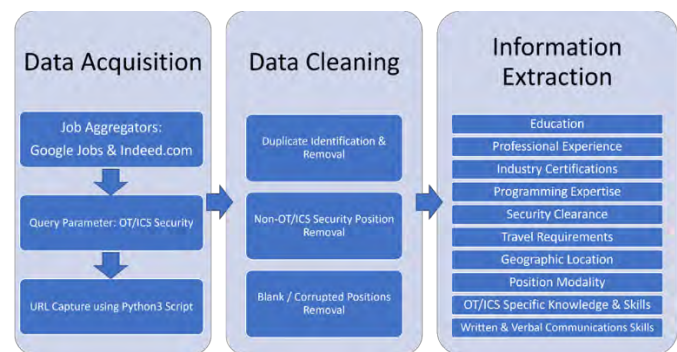 Data Acquisition
Job Aggregators:
Google Jobs & Indeed.com
Query Parameter: OT/ICS Security
URL Capture using Python3 Script
Data Cleaning
Duplicate Identification &
Removal
Non-OT/ICS Security Position
Removal
Blank / Corrupted Positions
Removal
Information
Extraction
Education
Professional Experience
Industry Certifications
Programming Expertise
Security Clearance
Travel Requirements
Geographic Location
Position Modality
OT/ICS Specific Knowledge & Skills
Written & Verbal Communications Skills